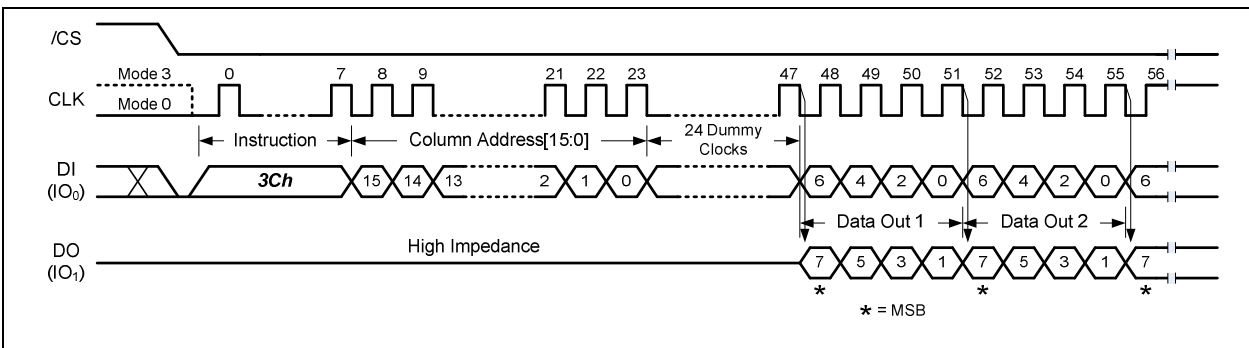 /CS
Mode 3 0 7 8 9 21 22 23 47 48 49 50 51 52 53 54 55 56
CLK
Mode 0
Instruction Column Address[15:0] 24 Dummy Clocks
DI
(IO₀)
3Ch 15 14 13 2 1 0 6 4 2 0 6 4 2 0 6
Data Out 1 Data Out 2
DO
(IO₁)
High Impedance
7 5 3 1 7 5 3 1 7
* * *
* = MSB